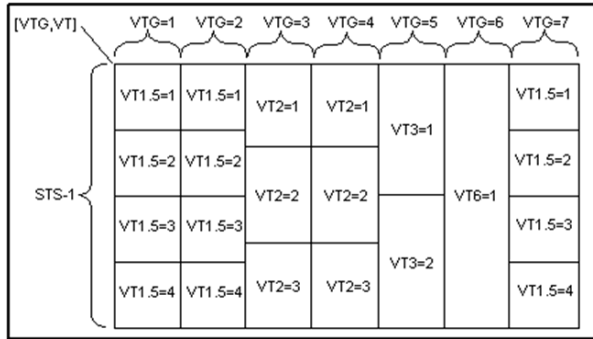 [VTG,VT] VTG=1 VTG=2 VTG=3 VTG=4 VTG=5 VTG=6 VTG=7
VT1.5=1 VT1.5=1 VT2=1 VT2=1 VT3=1 VT1.5=1
VT1.5=2 VT1.5=2 VT1.5=2
STS-1 VT2=2 VT2=2 VT6=1
VT1.5=3 VT1.5=3 VT1.5=3
VT3=2
VT1.5=4 VT1.5=4 VT2=3 VT2=3 VT1.5=4